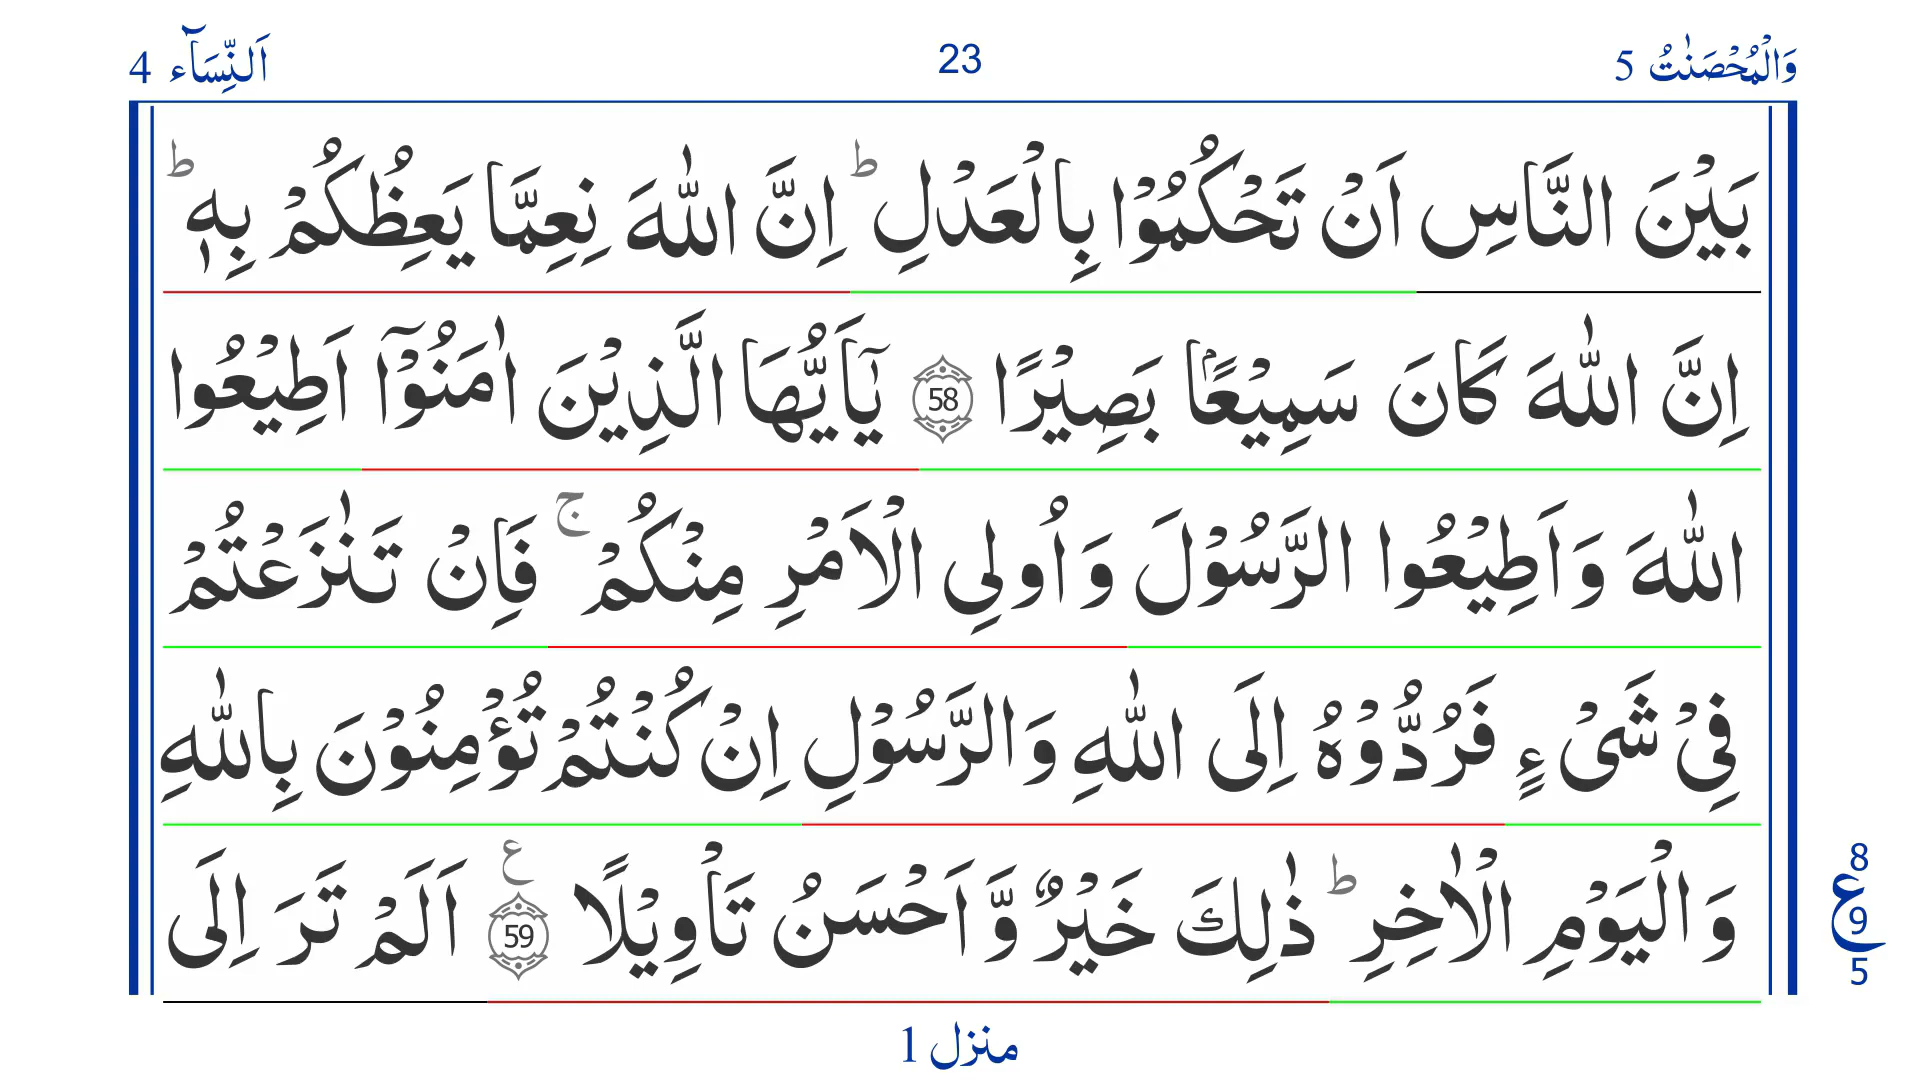 وَالْمُحْصَنٰتُ 5
23
اَلنِّسَآء 4
بَيْنَ النَّاسِ اَنْ تَحْكُمُوْا بِالْعَدْلِ ؕ اِنَّ اللّٰهَ نِعِمَّا يَعِظُكُمْ بِهٖ ؕ
اِنَّ اللّٰهَ كَانَ سَمِيْعًۢا بَصِيْرًا 58 يٰۤاَيُّهَا الَّذِيْنَ اٰمَنُوْۤا اَطِيْعُوا
اللّٰهَ وَاَطِيْعُوا الرَّسُوْلَ وَاُولِى الْاَمْرِ مِنْكُمْ ۚ فَاِنْ تَنٰزَعْتُمْ
فِىْ شَىْءٍ فَرُدُّوْهُ اِلَى اللّٰهِ وَالرَّسُوْلِ اِنْ كُنْتُمْ تُؤْمِنُوْنَ بِاللّٰهِ
وَالْيَوْمِ الْاٰخِرِ ؕ ذٰلِكَ خَيْرٌ وَّاَحْسَنُ تَاْوِيْلًا 59 ع اَلَمْ تَرَ اِلَى
8
ع 9
5
منزل 1